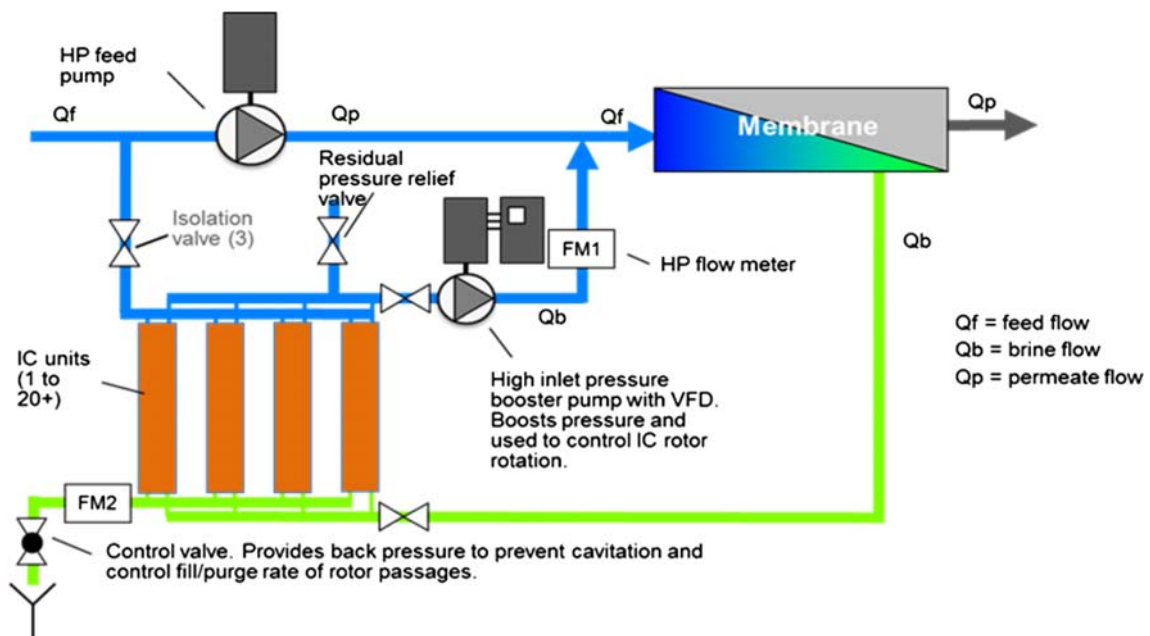 HP feed
pump
Qf
Qp
Qf
Qp
Membrane
Residual
pressure relief
valve
Isolation
valve (3)
FM1
HP flow meter
Qb
Qb
Qf = feed flow
Qb = brine flow
Qp = permeate flow
IC units
(1 to
20+)
High inlet pressure
booster pump with VFD.
Boosts pressure and
used to control IC rotor
rotation.
FM2
Control valve. Provides back pressure to prevent cavitation and
control fill/purge rate of rotor passages.